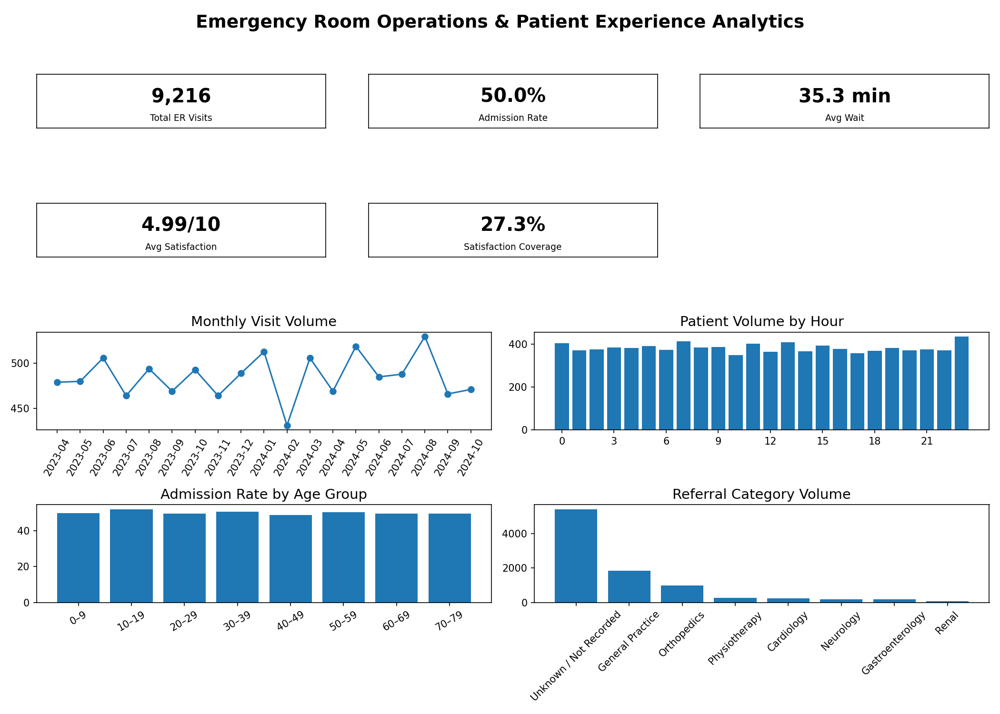 Emergency Room Operations & Patient Experience Analytics
9,216
Total ER Visits
50.0%
Admission Rate
35.3 min
Avg Wait
4.99/10
Avg Satisfaction
27.3%
Satisfaction Coverage
Monthly Visit Volume
500
450
2023-04
2023-05
2023-06
2023-07
2023-08
2023-09
2023-10
2023-11
2023-12
2024-01
2024-02
2024-03
2024-04
2024-05
2024-06
2024-07
2024-08
2024-09
2024-10
Patient Volume by Hour
400
200
0
0 3 6 9 12 15 18 21
Admission Rate by Age Group
40
20
0
0–9
10–19
20–29
30–39
40–49
50–59
60–69
70–79
Referral Category Volume
4000
2000
0
Unknown / Not Recorded
General Practice
Orthopedics
Physiotherapy
Cardiology
Neurology
Gastroenterology
Renal